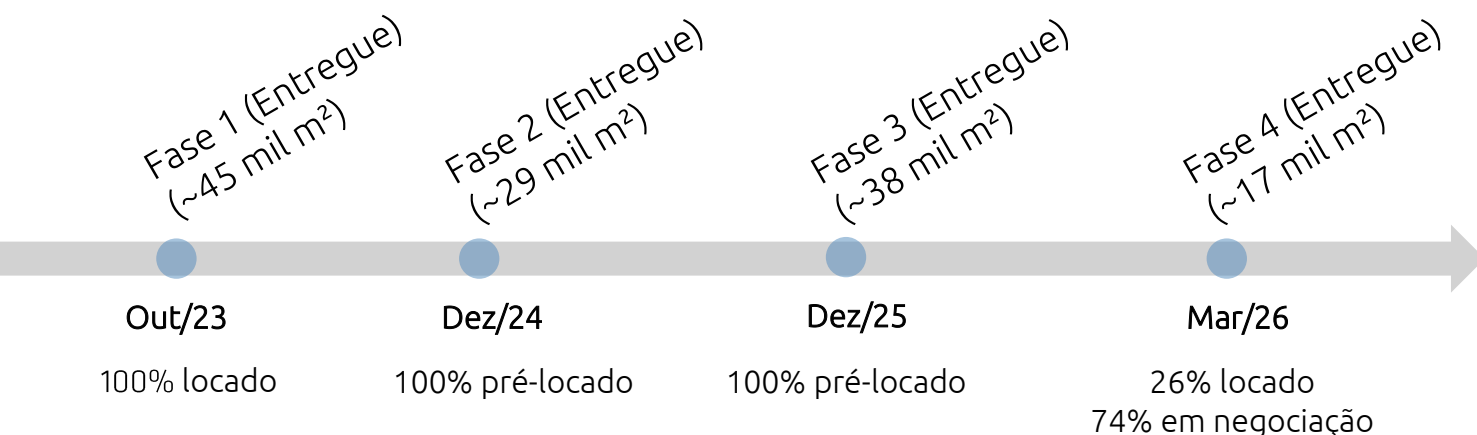 Fase 1 (Entregue)
(~45 mil m²)
Fase 2 (Entregue)
(~29 mil m²)
Fase 3 (Entregue)
(~38 mil m²)
Fase 4 (Entregue)
(~17 mil m²)
Out/23
Dez/24
Dez/25
Mar/26
100% locado
100% pré-locado
100% pré-locado
26% locado
74% em negociação